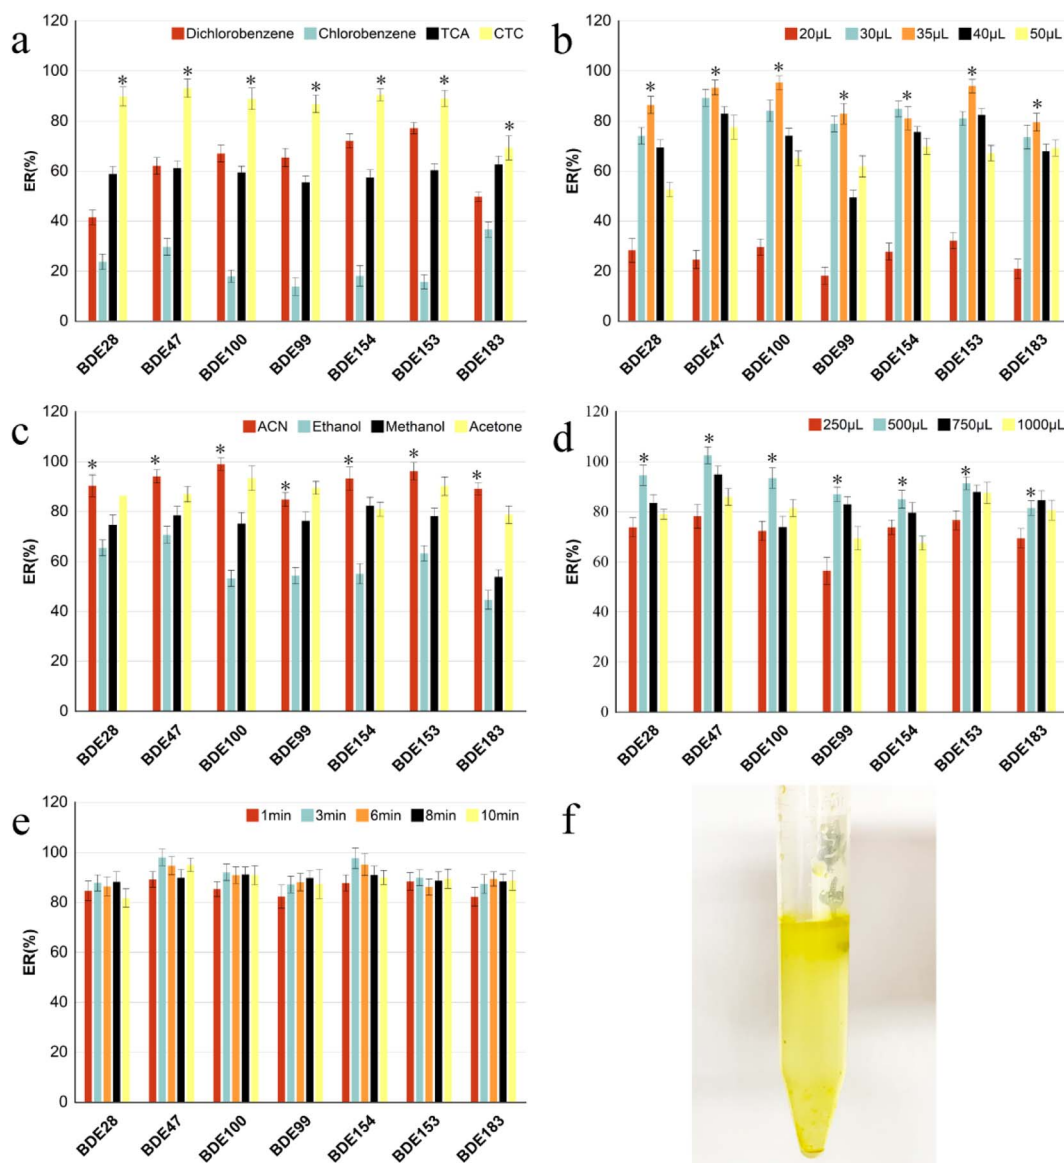 a
Dichlorobenzene Chlorobenzene TCA CTC
ER(%)
120
100
80
60
40
20
0
* * * * * * *
BDE28 BDE47 BDE100 BDE99 BDE154 BDE153 BDE183
b
20μL 30μL 35μL 40μL 50μL
ER(%)
120
100
80
60
40
20
0
* * * * * * *
BDE28 BDE47 BDE100 BDE99 BDE154 BDE153 BDE183
c
ACN Ethanol Methanol Acetone
ER(%)
120
100
80
60
40
20
0
* * * * * * *
BDE28 BDE47 BDE100 BDE99 BDE154 BDE153 BDE183
d
250μL 500μL 750μL 1000μL
ER(%)
120
100
80
60
40
20
0
* * * * * * *
BDE28 BDE47 BDE100 BDE99 BDE154 BDE153 BDE183
e
1min 3min 6min 8min 10min
ER(%)
120
100
80
60
40
20
0
BDE28 BDE47 BDE100 BDE99 BDE154 BDE153 BDE183
f